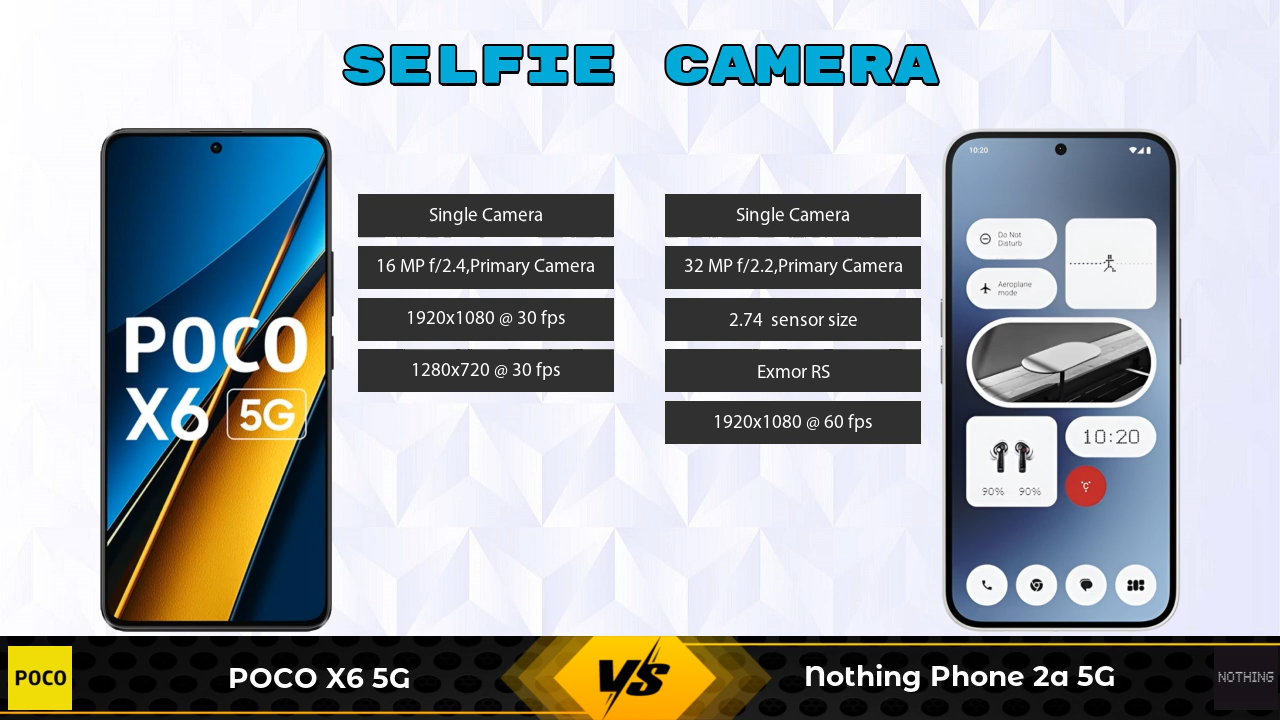 SELFIE CAMERA
POCO
X6 5G
Single Camera
16 MP f/2.4,Primary Camera
1920x1080 @ 30 fps
1280x720 @ 30 fps
Single Camera
32 MP f/2.2,Primary Camera
2.74  sensor size
Exmor RS
1920x1080 @ 60 fps
10:20
Do Not
Disturb
Aeroplane
mode
10:20
90% 90%
POCO
POCO X6 5G
VS
Nothing Phone 2a 5G
NOTHING